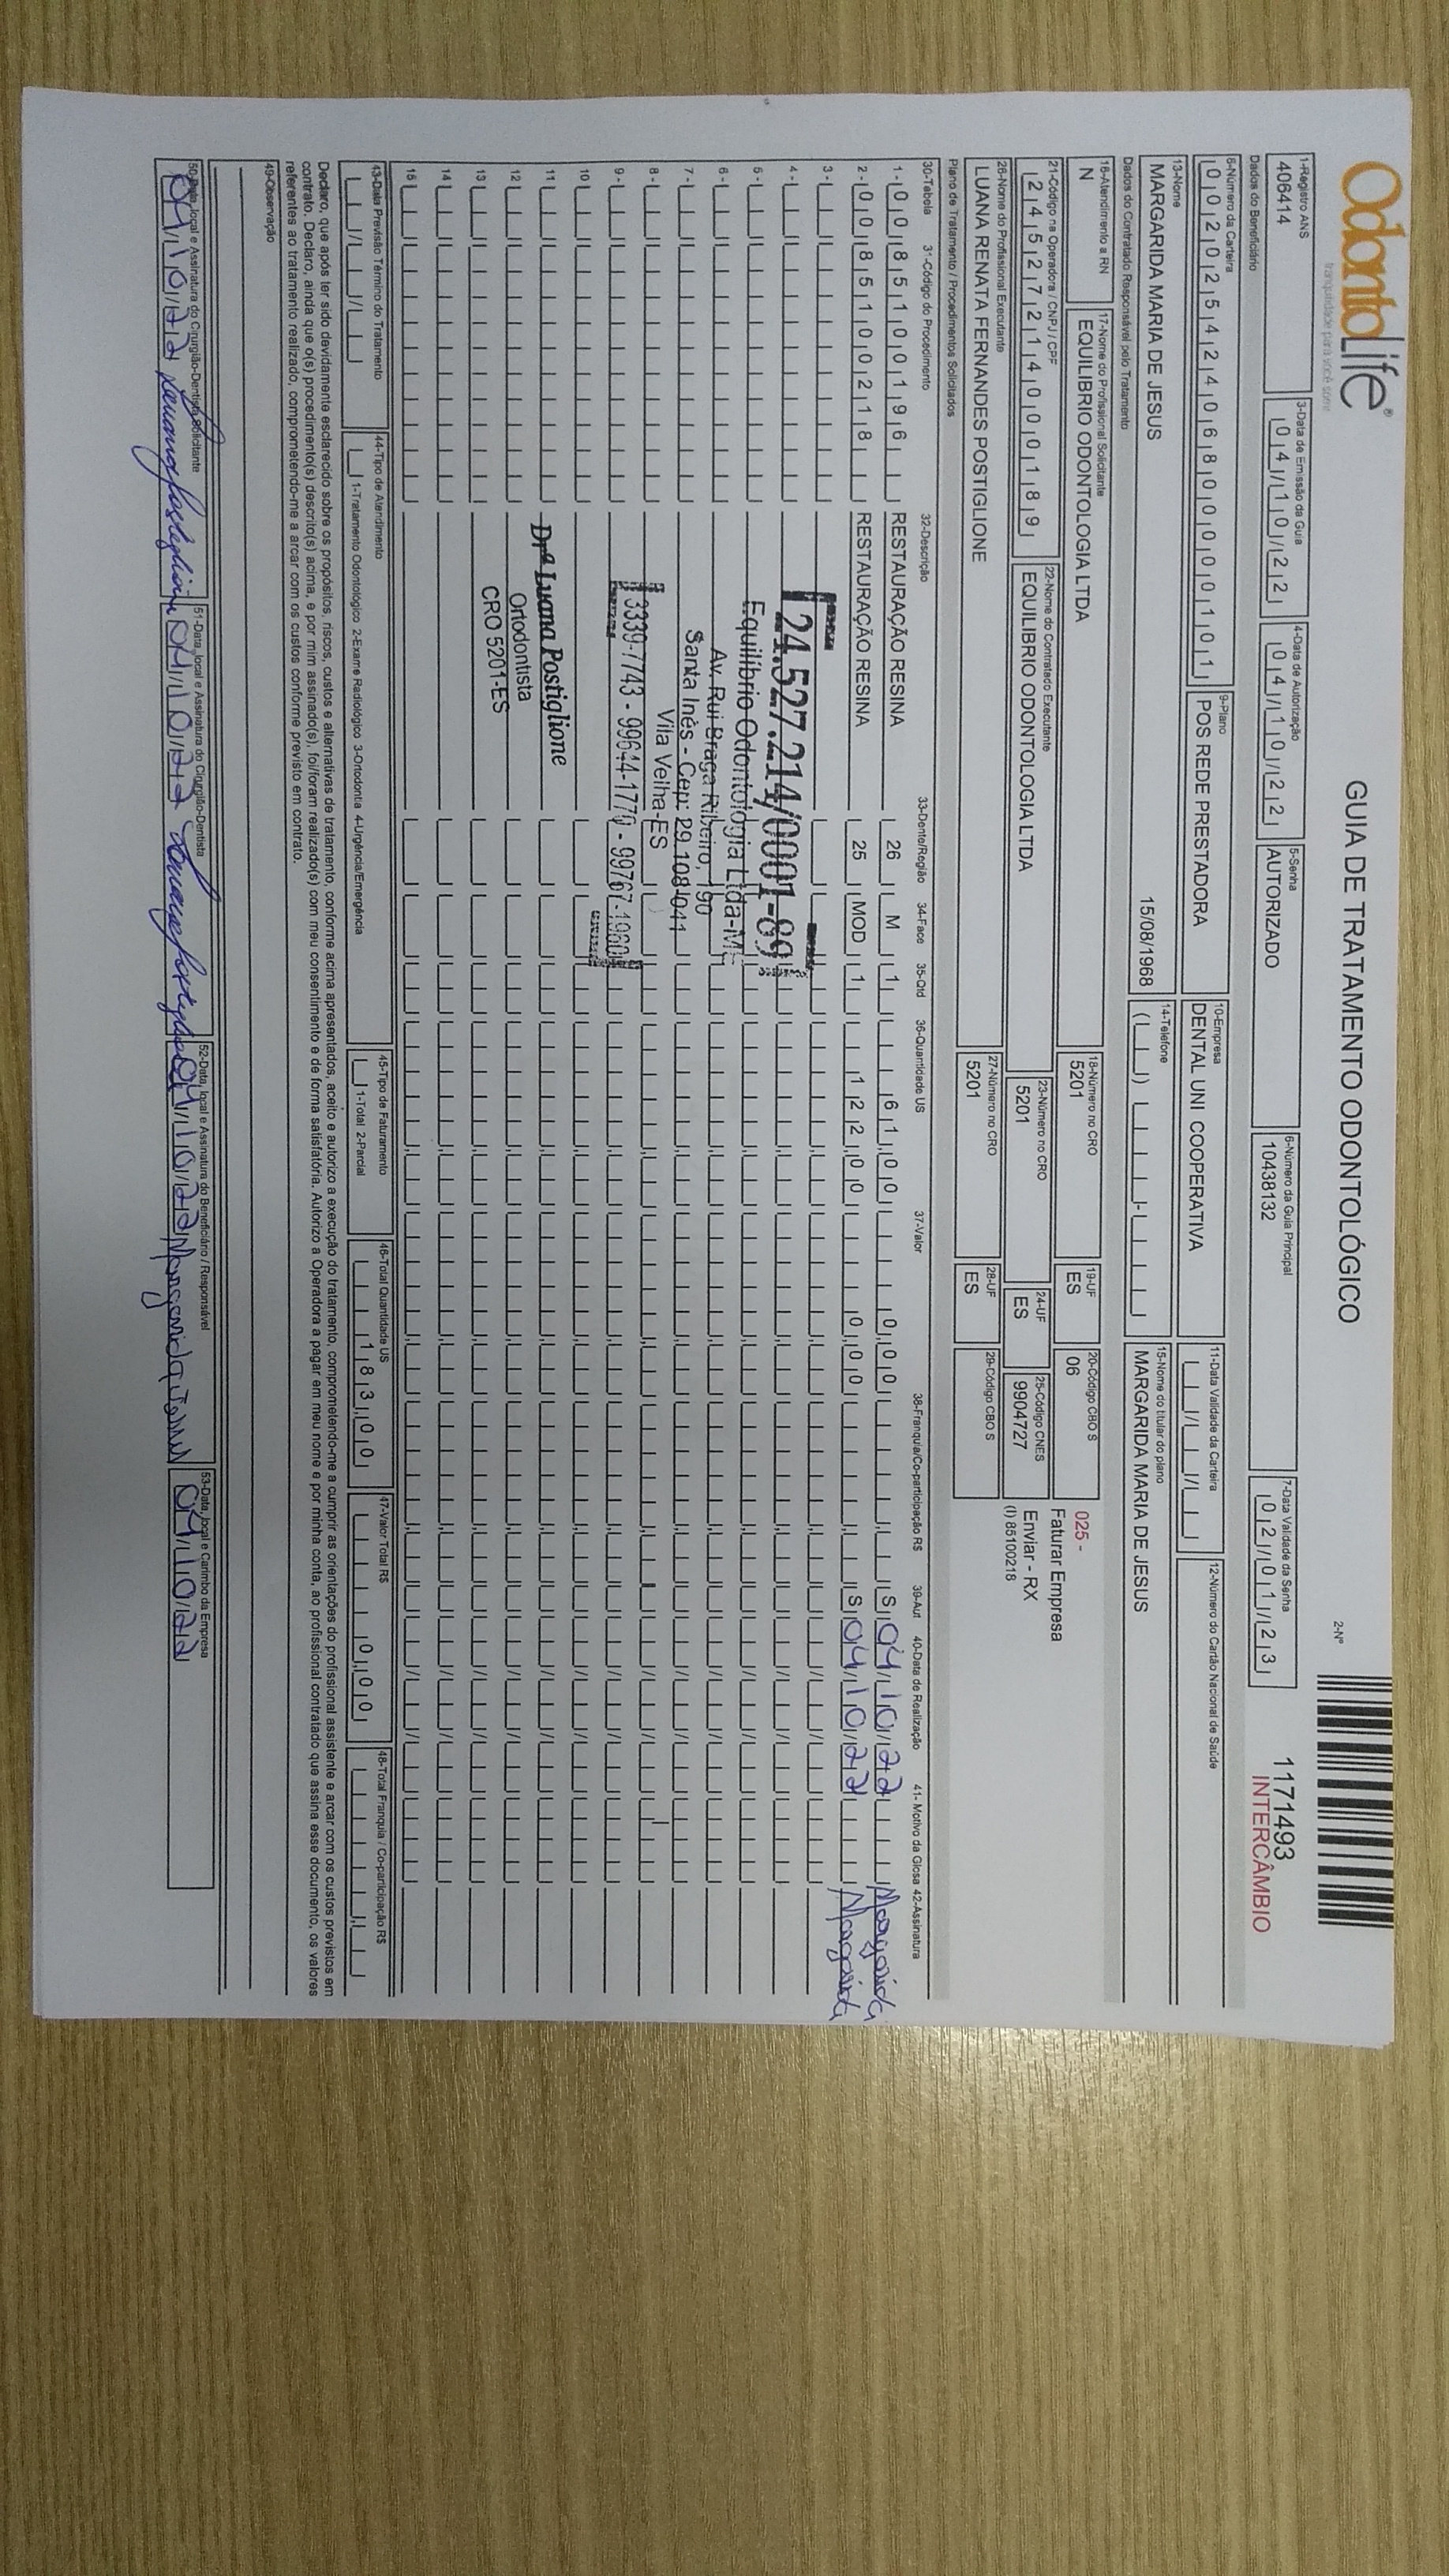 OdontoLife®
tranquilidade para você sorrir
GUIA DE TRATAMENTO ODONTOLÓGICO
2-Nº
1171493
INTERCÂMBIO
1-Registro ANS
406414
3-Data de Emissão da Guia
04/10/22
4-Data de Autorização
04/10/22
5-Senha
AUTORIZADO
6-Número da Guia Principal
10438132
7-Data Validade da Senha
02/01/23
Dados do Beneficiário
8-Número da Carteira
00202542406800000101
9-Plano
POS REDE PRESTADORA
10-Empresa
DENTAL UNI COOPERATIVA
11-Data Validade da Carteira
12-Número do Cartão Nacional de Saúde
13-Nome
MARGARIDA MARIA DE JESUS
15/08/1968
14-Telefone
15-Nome do titular do plano
MARGARIDA MARIA DE JESUS
Dados do Contratado Responsável pelo Tratamento
16-Atendimento a RN
N
17-Nome do Profissional Solicitante
EQUILIBRIO ODONTOLOGIA LTDA
18-Número no CRO
5201
19-UF
ES
20-Código CBO S
06
025 -
Faturar Empresa
Enviar - RX
(I) 85100218
21-Código na Operadora / CNPJ / CPF
24527214000189
22-Nome do Contratado Executante
EQUILIBRIO ODONTOLOGIA LTDA
23-Número no CRO
5201
24-UF
ES
25-Código CNES
9904727
26-Nome do Profissional Executante
LUANA RENATA FERNANDES POSTIGLIONE
27-Número no CRO
5201
28-UF
ES
29-Código CBO S
Plano de Tratamento / Procedimentos Solicitados
30-Tabela 31-Código do Procedimento 32-Descrição 33-Dente/Região 34-Face 35-Qtd 36-Quantidade US 37-Valor 38-Franquia/Co-participação R$ 39-Aut 40-Data de Realização 41- Motivo da Glosa 42-Assinatura
1- 00 85100196 RESTAURAÇÃO RESINA 26 M 1 61,00 0,00 S 04/10/22 Margarida
2- 00 85100218 RESTAURAÇÃO RESINA 25 MOD 1 122,00 0,00 S 04/10/22 Margarida
3-
4-
5-
6-
7-
8-
9-
10
11
12
13
14
15
24.527.214/0001-89
Equilíbrio Odontologia Ltda-ME
Av. Rui Braga Ribeiro, 190
Santa Inês - Cep: 29.108-041
Vila Velha-ES
3339-7743 - 99644-1770 - 99767-1960
Drª Luana Postiglione
Ortodontista
CRO 5201-ES
43-Data Previsão Término do Tratamento
44-Tipo de Atendimento
1-Tratamento Odontológico 2-Exame Radiológico 3-Ortodontia 4-Urgência/Emergência
45-Tipo de Faturamento
1-Total 2-Parcial
46-Total Quantidade US
183,00
47-Valor Total R$
0,00
48-Total Franquia / Co-participação R$
Declaro, que após ter sido devidamente esclarecido sobre os propósitos, riscos, custos e alternativas de tratamento, conforme acima apresentados, aceito e autorizo a execução do tratamento, comprometendo-me a cumprir as orientações do profissional assistente e arcar com os custos previstos em
contrato. Declaro, ainda que o(s) procedimento(s) descrito(s) acima, e por mim assinado(s), foi/foram realizado(s) com meu consentimento e de forma satisfatória. Autorizo a Operadora a pagar em meu nome e por minha conta, ao profissional contratado que assina esse documento, os valores
referentes ao tratamento realizado, comprometendo-me a arcar com os custos conforme previsto em contrato.
49-Observação
50-Data, local e Assinatura do Cirurgião-Dentista Solicitante
04/10/22 Luana Postiglione
51-Data, local e Assinatura do Cirurgião-Dentista
04/10/22 Luana Postiglione
52-Data, local e Assinatura do Beneficiário / Responsável
04/10/22 Margarida
53-Data, local e Carimbo da Empresa
04/10/22